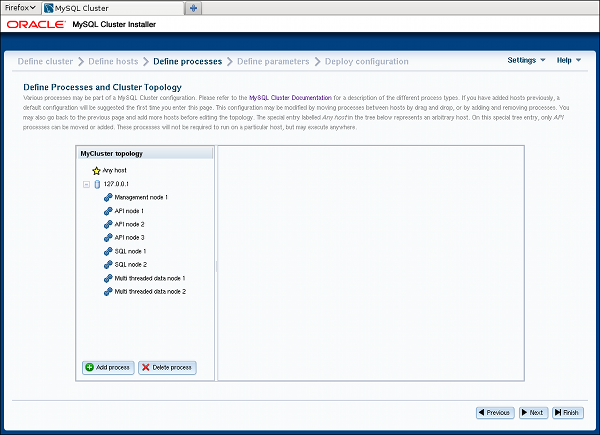 Firefox
MySQL Cluster
ORACLE MySQL Cluster Installer
Define cluster Define hosts Define processes Define parameters Deploy configuration Settings Help
Define Processes and Cluster Topology
Various processes may be part of a MySQL Cluster configuration. Please refer to the MySQL Cluster Documentation for a description of the different process types. If you have added hosts previously, a
default configuration will be suggested the first time you enter this page. This configuration may be modified by moving processes between hosts by drag and drop, or by adding and removing processes. You
may also go back to the previous page and add more hosts before editing the topology. The special entry labelled Any host in the tree below represents an arbitrary host. On this special tree entry, only API
processes can be moved or added. These processes will not be required to run on a particular host, but may execute anywhere.
MyCluster topology
Any host
127.0.0.1
Management node 1
API node 1
API node 2
API node 3
SQL node 1
SQL node 2
Multi threaded data node 1
Multi threaded data node 2
Add process Delete process
Previous Next Finish